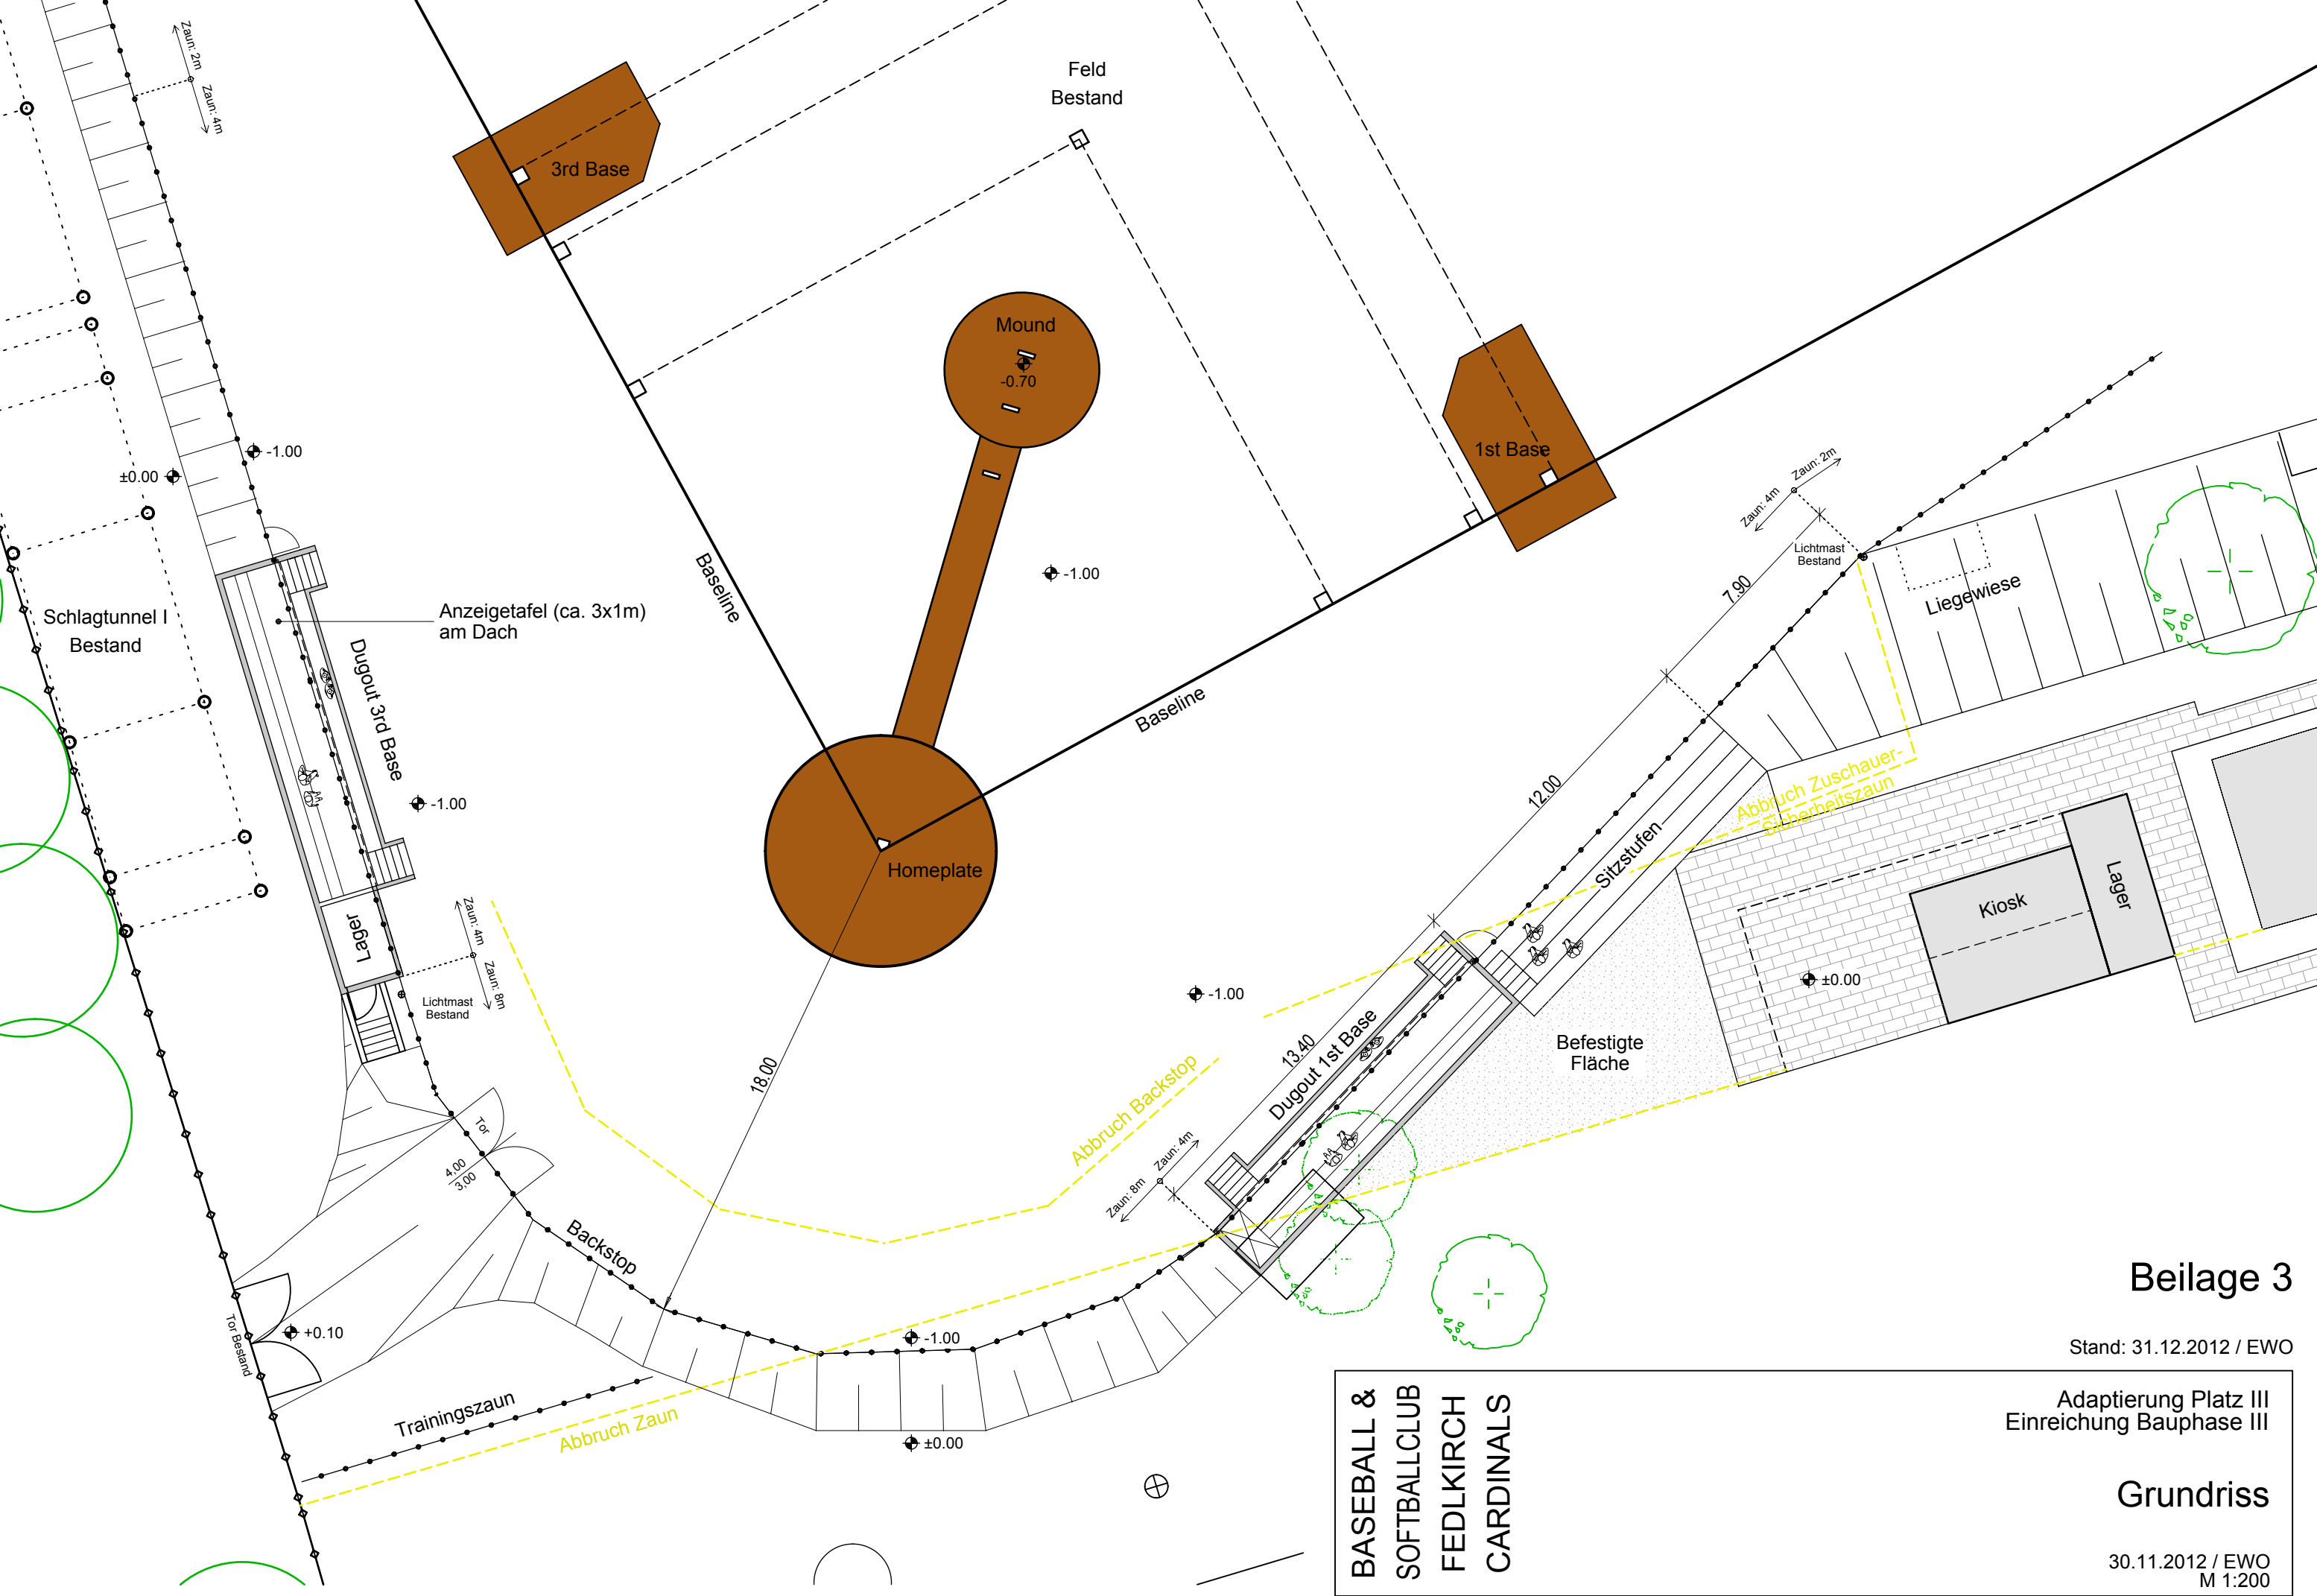 Zaun: 2m
Zaun: 4m
Feld
Bestand
3rd Base
Mound
-0.70
1st Base
-1.00
±0.00
Zaun: 2m
Zaun: 4m
Lichtmast
Bestand
7.90
Liegewiese
Schlagtunnel I
Bestand
Anzeigetafel (ca. 3x1m)
am Dach
Dugout 3rd Base
Baseline
-1.00
Baseline
-1.00
12.00
Abbruch Zuschauer-
Sicherheitszaun
Sitzstufen
Homeplate
Kiosk
Lager
Lager
Zaun: 4m
Zaun: 8m
Lichtmast
Bestand
-1.00
±0.00
18.00
13.40
Dugout 1st Base
Befestigte
Fläche
Abbruch Backstop
Tor
4,00
3,00
Zaun: 4m
Zaun: 8m
Backstop
Tor Bestand
+0.10
-1.00
Trainingszaun
Abbruch Zaun
±0.00
Beilage 3
Stand: 31.12.2012 / EWO
BASEBALL &
SOFTBALLCLUB
FEDLKIRCH
CARDINALS
Adaptierung Platz III
Einreichung Bauphase III
Grundriss
30.11.2012 / EWO
M 1:200